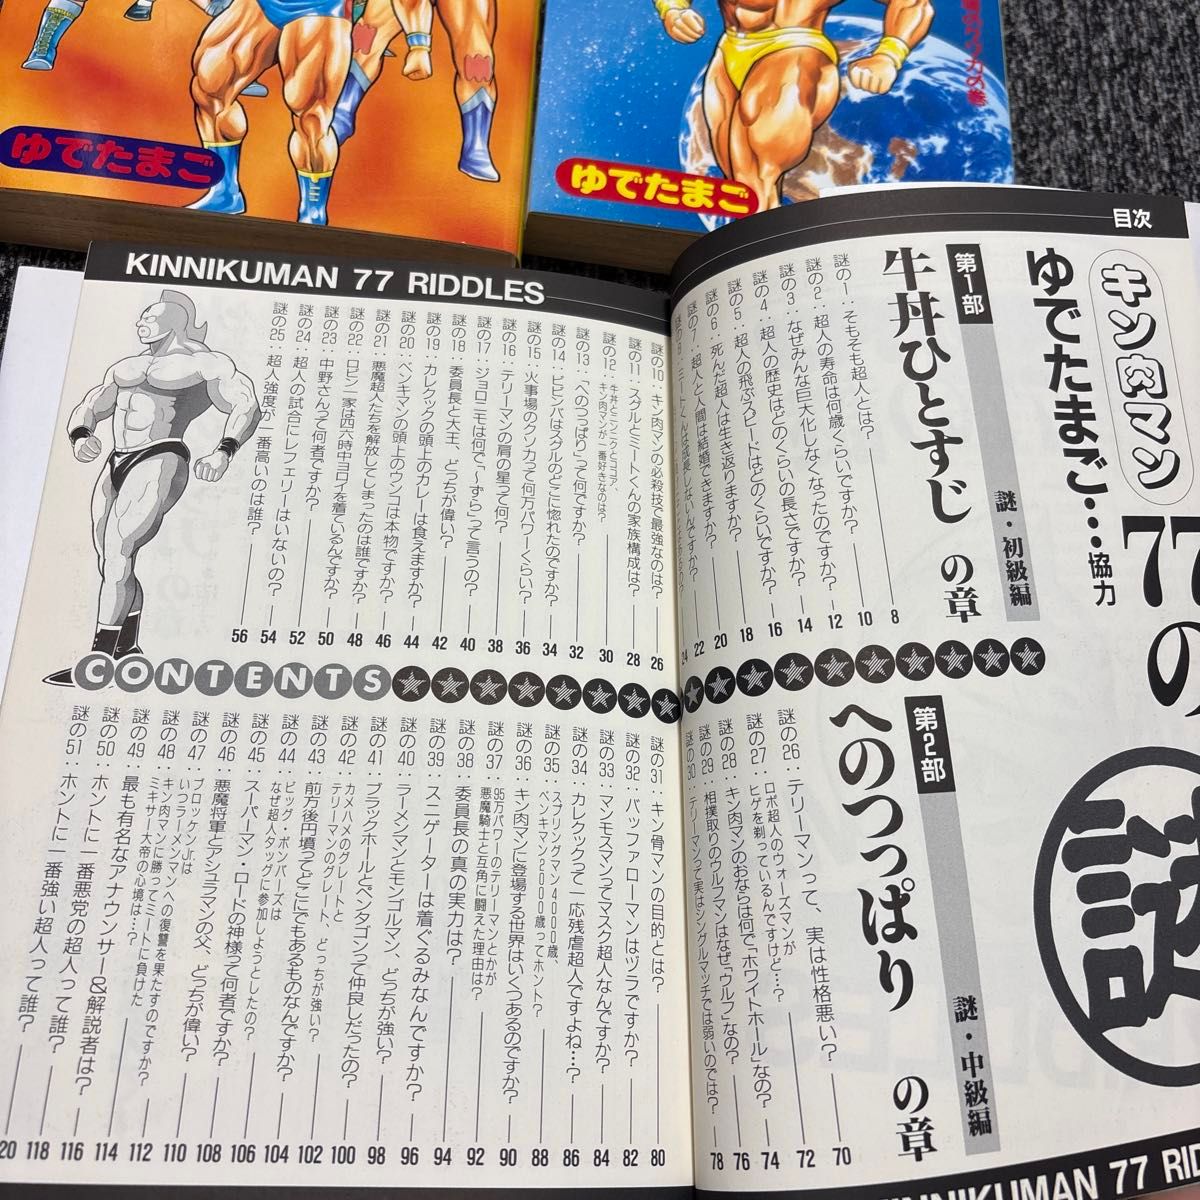 ゆでたまご
ゆでたまご
目次
キン肉マン
77の
謎
ゆでたまご…協力
第1部
牛丼ひとすじ の章
謎・初級編
謎の1:そもそも超人とは? 8
謎の2:超人の寿命は何歳くらいですか? 10
謎の3:なぜみんな巨大化しなくなったのですか? 12
謎の4:超人の歴史はどのくらいの長さですか? 14
謎の5:超人の飛ぶスピードはどのくらいですか? 16
謎の6:死んだ超人は生き返りますか? 18
謎の7:超人と人間は結婚できますか? 20
22
24
第2部
へのつっぱり の章
謎・中級編
謎の26:テリーマンって、実は性格悪い? 70
謎の27:ロボ超人のウォーズマンが
ヒゲを剃っているんですけど…? 72
謎の28:キン肉マンのおならは何で「ホワイトホール」なの? 74
謎の29:相撲取りのウルフマンはなぜ「ウルフ」なの? 76
謎の30:テリーマンって実はシングルマッチでは弱いのでは? 78
KINNIKUMAN 77 RIDDLES
謎の10:キン肉マンの必殺技で最強なのは? 26
謎の11:スグルとミートくんの家族構成は? 28
謎の12:牛丼とニンニクとココア、
キン肉マンが一番好きなのは? 30
謎の13:「へのつっぱり」って何ですか? 32
謎の14:ビビンバはスグルのどこに惚れたのですか? 34
謎の15:火事場のクソ力って何万パワーくらい? 36
謎の16:テリーマンの肩の星って何? 38
謎の17:ジェロニモは何で「〜ずら」って言うの? 40
謎の18:委員長と大王、どっちが偉い? 42
謎の19:カレクックの頭上のカレーは食えますか? 44
謎の20:ベンキマンの頭上のウンコは本物ですか? 46
謎の21:悪魔超人たちを解放してしまったのは誰ですか? 48
謎の22:ロビン一家は四六時中ヨロイを着ているんですか? 50
謎の23:中野さんって何者ですか? 52
謎の24:超人の試合にレフェリーはいないの? 54
謎の25:超人強度が一番高いのは誰? 56
CONTENTS
謎の31:キン骨マンの目的とは? 80
謎の32:バッファローマンはヅラですか? 82
謎の33:マンモスマンってマスク超人なんですか? 84
謎の34:カレクックって一応残虐超人ですよね…? 86
謎の35:スプリングマン4000歳、
ベンキマン2000歳ってホント? 88
謎の36:キン肉マンに登場する世界はいくつあるのですか? 90
謎の37:95万パワーのテリーマンとかが
悪魔騎士と互角に闘えた理由は? 92
謎の38:委員長の真の実力は? 94
謎の39:スニゲーターは着ぐるみなんですか? 96
謎の40:ラーメンマンとモンゴルマン、どっちが強い? 98
謎の41:ブラックホールとペンタゴンって仲良しだったの? 100
謎の42:カメハメのグレートと
テリーマンのグレート、どっちが強い? 102
謎の43:前方後円墳ってどこにでもあるものなんですか? 104
謎の44:ビッグ・ボンバーズは
なぜ超人タッグに参加しようとしたの? 106
謎の45:スーパーマン・ロードの神様って何者ですか? 108
謎の46:悪魔将軍とアシュラマンの父、どっちが偉い? 110
謎の47:ブロッケンJr.は
いつラーメンマンへの復讐を果たすのですか? 112
謎の48:キン肉マンに勝ってミートに負けた
ミキサー大帝の心境は…? 114
謎の49:最も有名なアナウンサー&解説者は? 116
謎の50:ホントに一番悪党の超人って誰? 118
謎の51:ホントに一番強い超人って誰? 20
KINNIKUMAN 77 RID